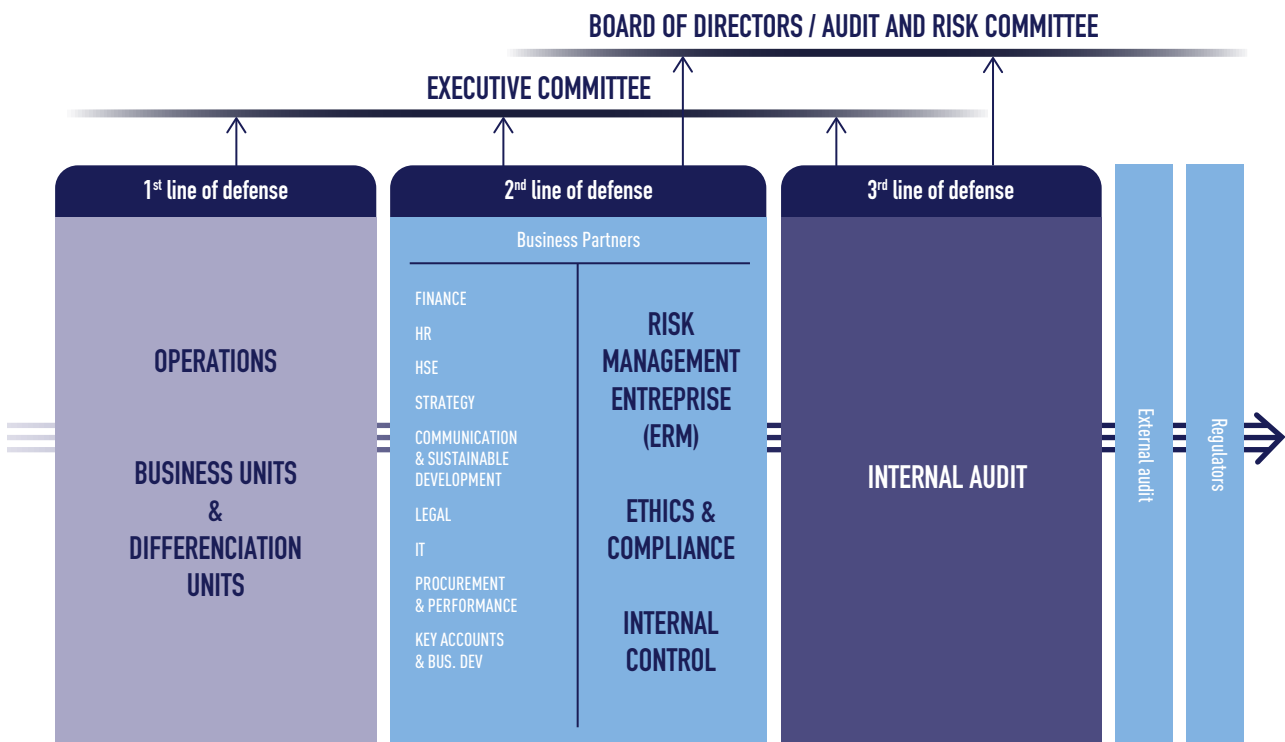 BOARD OF DIRECTORS / AUDIT AND RISK COMMITTEE
EXECUTIVE COMMITTEE
1st line of defense
OPERATIONS
BUSINESS UNITS
&
DIFFERENCIATION
UNITS
2nd line of defense
Business Partners
FINANCE
HR
HSE
STRATEGY
COMMUNICATION
& SUSTAINABLE
DEVELOPMENT
LEGAL
IT
PROCUREMENT
& PERFORMANCE
KEY ACCOUNTS
& BUS. DEV
RISK
MANAGEMENT
ENTREPRISE
(ERM)
ETHICS &
COMPLIANCE
INTERNAL
CONTROL
3rd line of defense
INTERNAL AUDIT
External audit
Regulators